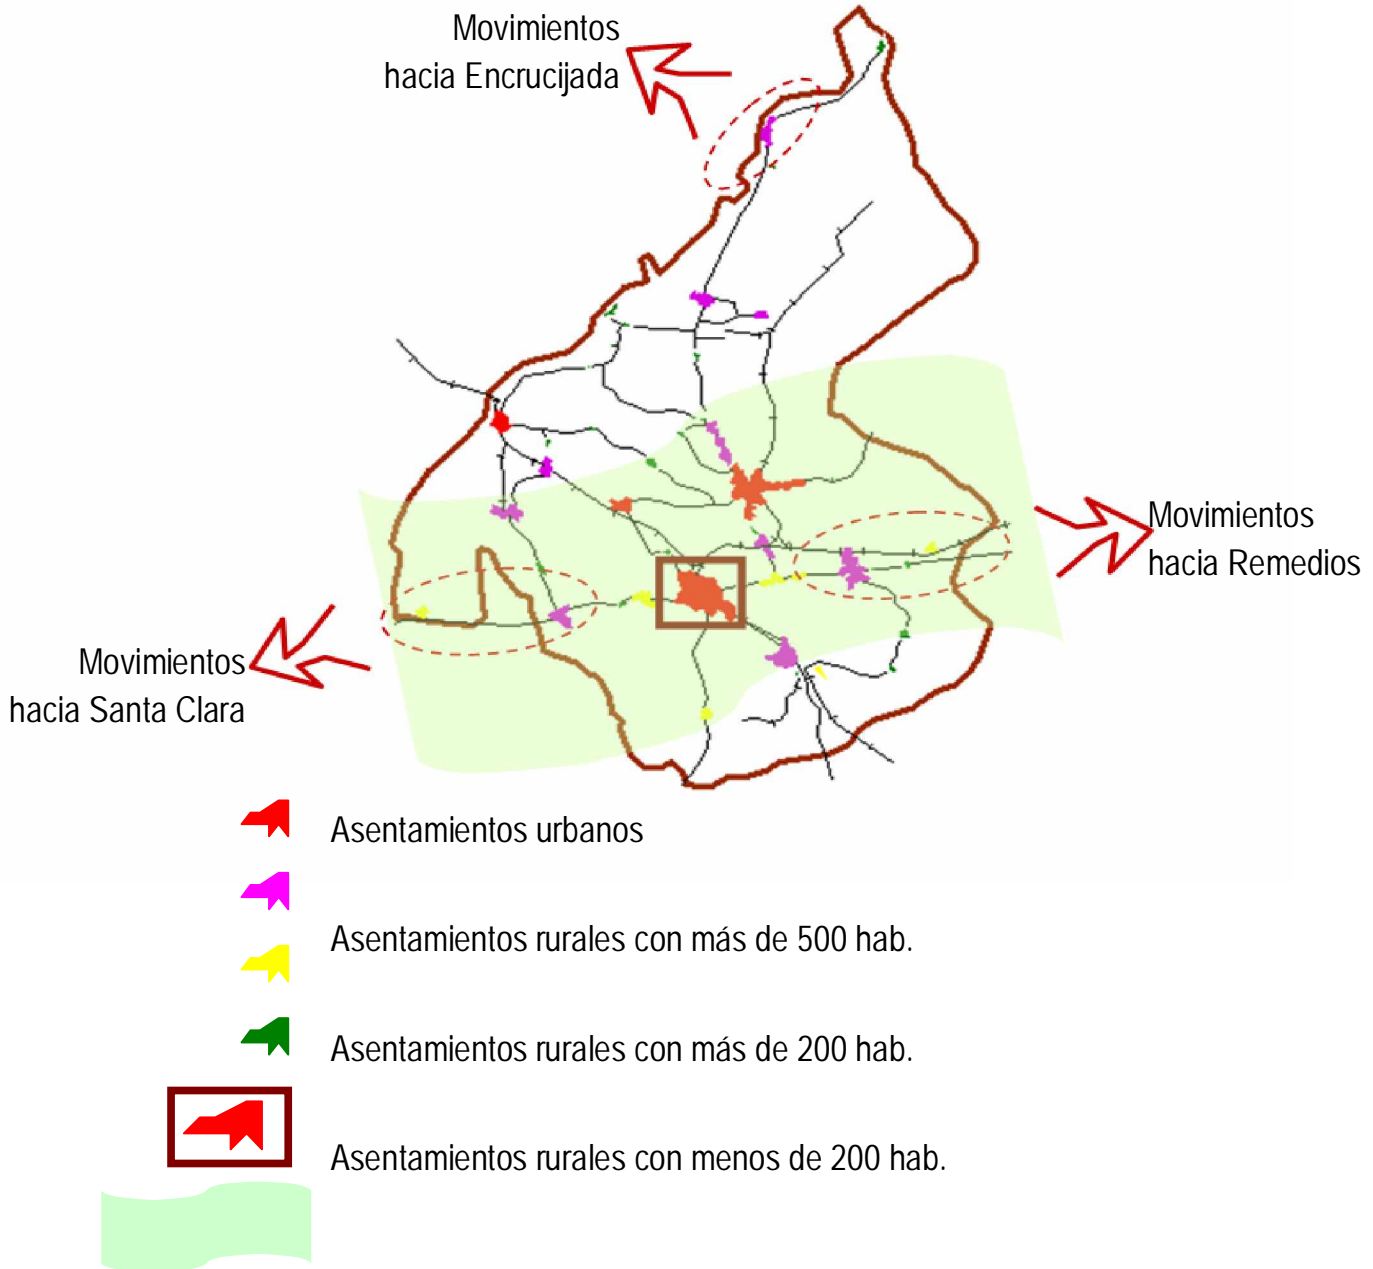 Movimientos
hacia Encrucijada
Movimientos
hacia Remedios
Movimientos
hacia Santa Clara
Asentamientos urbanos
Asentamientos rurales con más de 500 hab.
Asentamientos rurales con más de 200 hab.
Asentamientos rurales con menos de 200 hab.